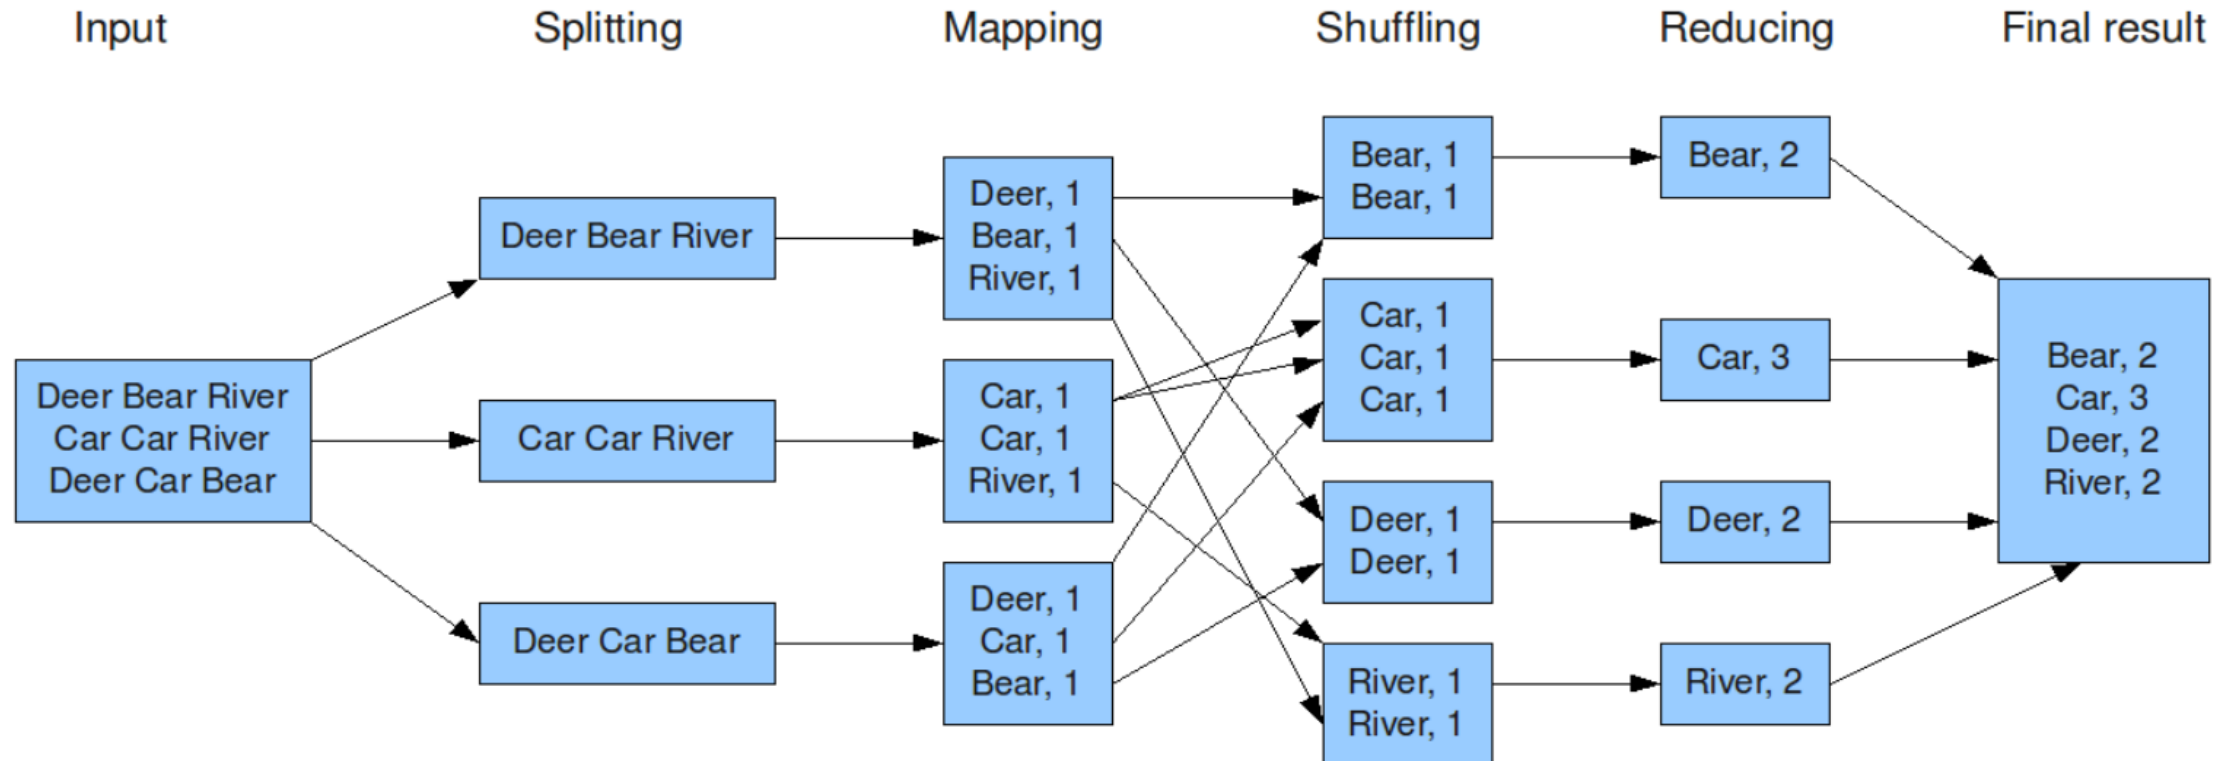 Input
Splitting
Mapping
Shuffling
Reducing
Final result
Deer Bear River
Car Car River
Deer Car Bear
Deer Bear River
Car Car River
Deer Car Bear
Deer, 1
Bear, 1
River, 1
Car, 1
Car, 1
River, 1
Deer, 1
Car, 1
Bear, 1
Bear, 1
Bear, 1
Car, 1
Car, 1
Car, 1
Deer, 1
Deer, 1
River, 1
River, 1
Bear, 2
Car, 3
Deer, 2
River, 2
Bear, 2
Car, 3
Deer, 2
River, 2